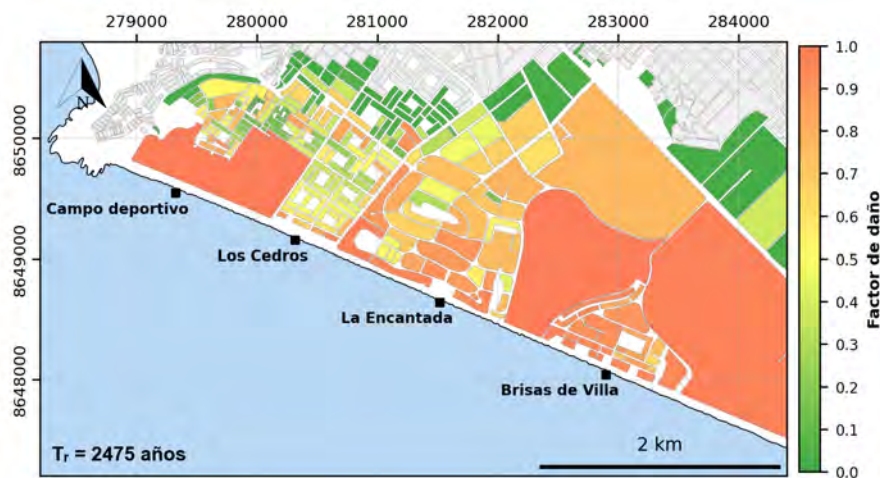 279000 280000 281000 282000 283000 284000
8650000
8649000
8648000
N
Campo deportivo
Los Cedros
La Encantada
Brisas de Villa
Tᵣ = 2475 años
2 km
1.0
0.9
0.8
0.7
0.6
0.5
0.4
0.3
0.2
0.1
0.0
Factor de daño